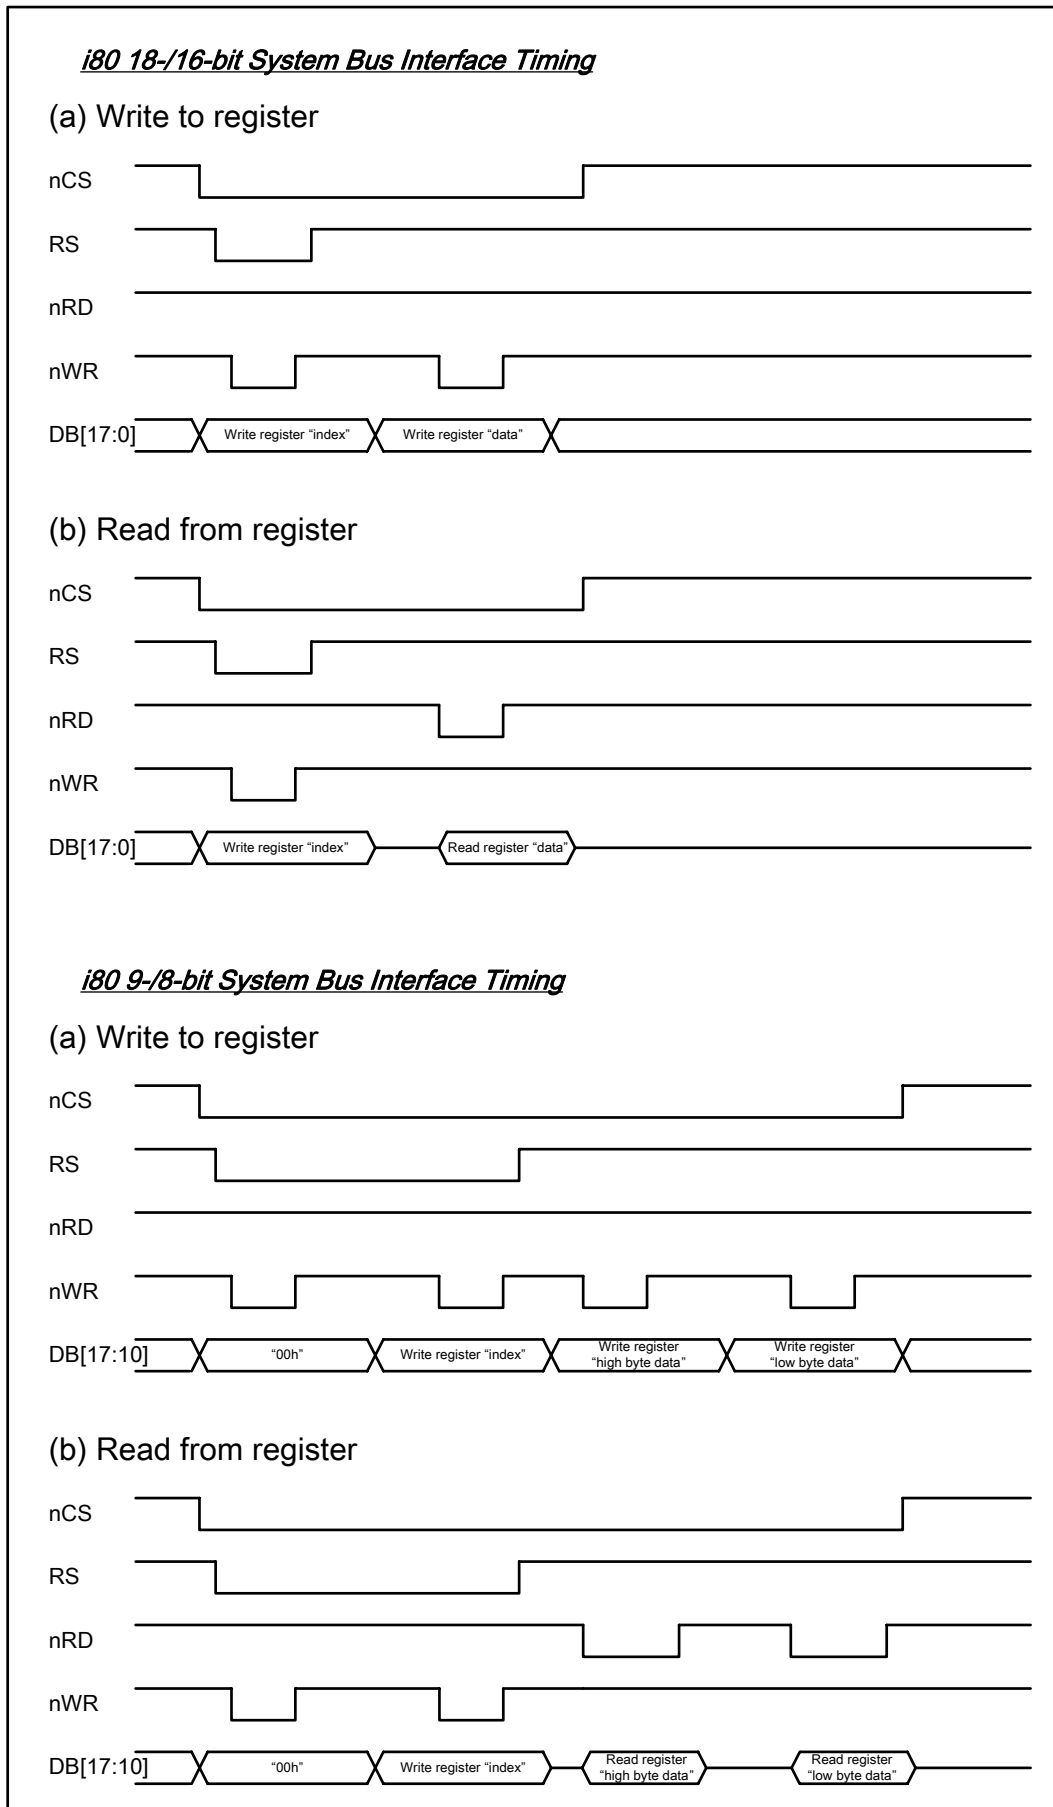 i80 18-/16-bit System Bus Interface Timing
(a) Write to register
nCS
RS
nRD
nWR
DB[17:0]
Write register “index”
Write register “data”
(b) Read from register
nCS
RS
nRD
nWR
DB[17:0]
Write register “index”
Read register “data”
i80 9-/8-bit System Bus Interface Timing
(a) Write to register
nCS
RS
nRD
nWR
DB[17:10]
“00h”
Write register “index”
Write register
“high byte data”
Write register
“low byte data”
(b) Read from register
nCS
RS
nRD
nWR
DB[17:10]
“00h”
Write register “index”
Read register
“high byte data”
Read register
“low byte data”